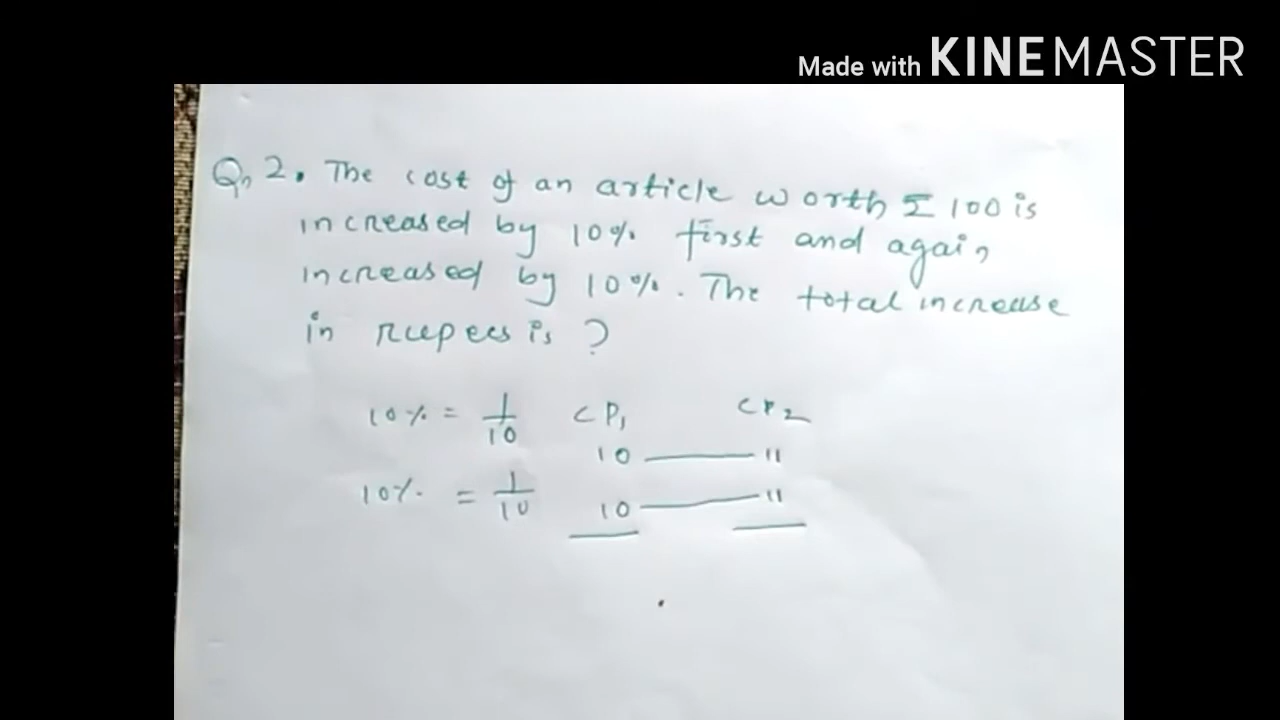 Made with KINEMASTER
Qn 2. The cost of an article worth ₹ 100 is
increased by 10% first and again
increased by 10%. The total increase
in rupees is ?
10% = 1/10 CP₁ CP₂
10 — 11
10% = 1/10 10 — 11